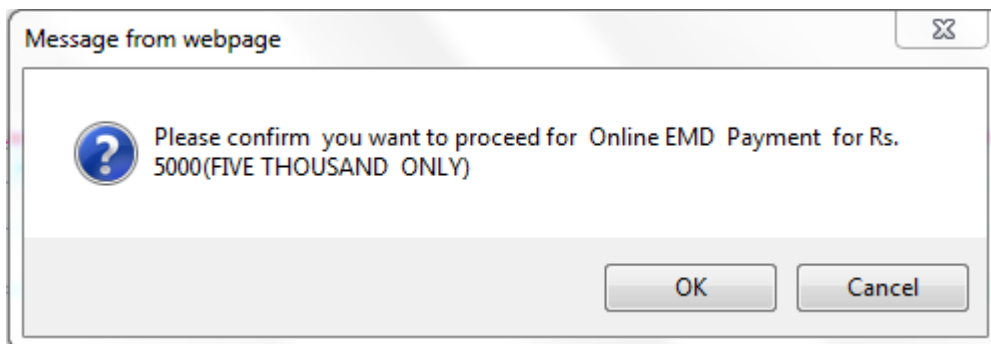 Message from webpage
Please confirm  you want to proceed for  Online EMD  Payment  for Rs.
5000(FIVE THOUSAND  ONLY)
OK
Cancel